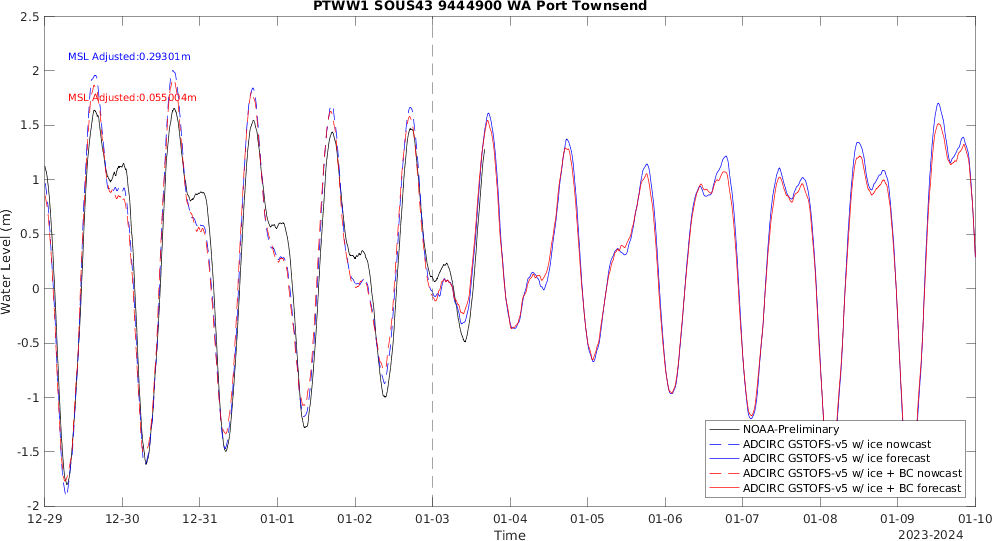 PTWW1 SOUS43 9444900 WA Port Townsend
2.5
2
1.5
1
0.5
0
-0.5
-1
-1.5
-2
Water Level (m)
MSL Adjusted:0.29301m
MSL Adjusted:0.055004m
NOAA-Preliminary
ADCIRC GSTOFS-v5 w/ ice nowcast
ADCIRC GSTOFS-v5 w/ ice forecast
ADCIRC GSTOFS-v5 w/ ice + BC nowcast
ADCIRC GSTOFS-v5 w/ ice + BC forecast
12-29 12-30 12-31 01-01 01-02 01-03 01-04 01-05 01-06 01-07 01-08 01-09 01-10
Time
2023-2024